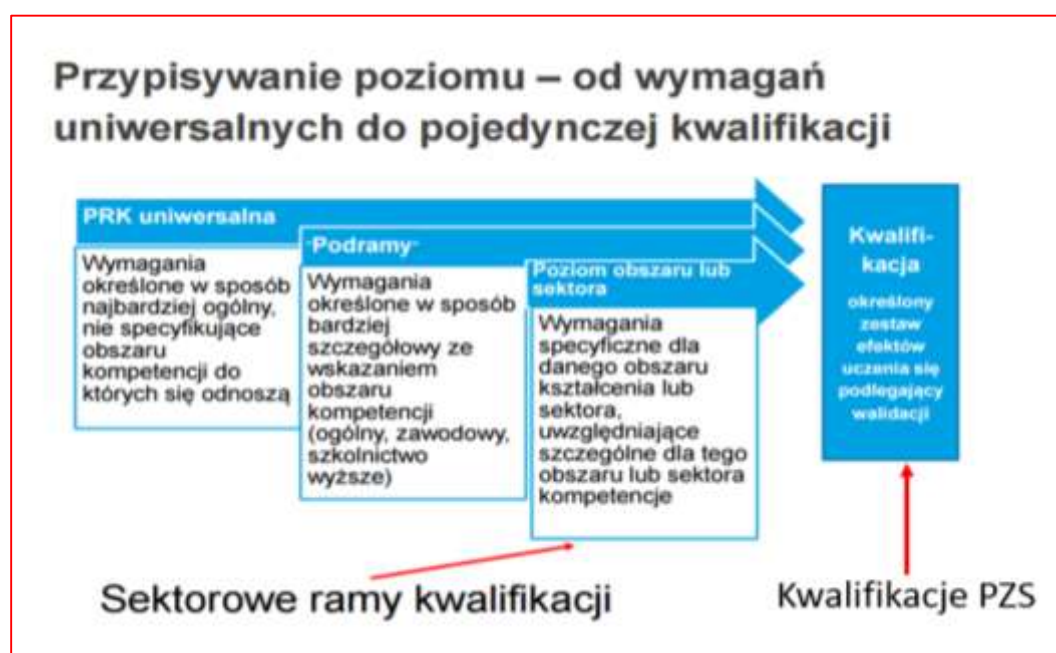 Przypisywanie poziomu – od wymagań
uniwersalnych do pojedynczej kwalifikacji
PRK uniwersalna
Wymagania
określone w sposób
najbardziej ogólny,
nie specyfikujące
obszaru
kompetencji do
których się odnoszą
Podramy
Wymagania
określone w sposób
bardziej
szczegółowy ze
wskazaniem
obszaru
kompetencji
(ogólny, zawodowy,
szkolnictwo
wyższe)
Poziom obszaru lub
sektora
Wymagania
specyficzne dla
danego obszaru
kształcenia lub
sektora,
uwzględniające
szczególne dla tego
obszaru lub sektora
kompetencje
Kwalifi-
kacja
określony
zestaw
efektów
uczenia się
podlegający
walidacji
Sektorowe ramy kwalifikacji
Kwalifikacje PZS